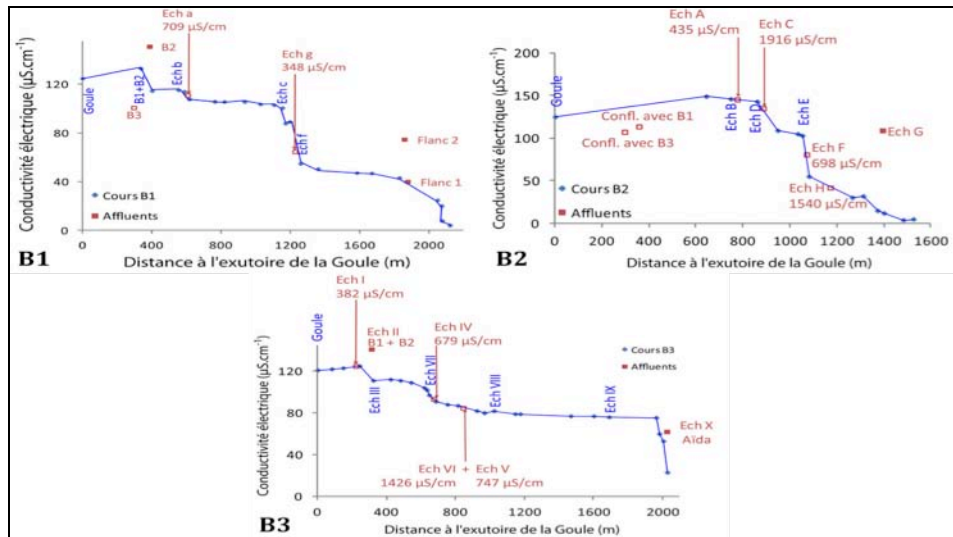 Conductivité électrique (µS.cm⁻¹)
120
80
40
0
Goule
B3
B1+B2
B2
Ech b
Ech a
709 µS/cm
Ech g
348 µS/cm
Ech c
Ech f
Flanc 2
Flanc 1
Cours B1
Affluents
0 400 800 1200 1600 2000
Distance à l'exutoire de la Goule (m)
B1
Conductivité électrique (µS.cm⁻¹)
200
150
100
50
0
Goule
Confl. avec B1
Confl. avec B3
Ech A
435 µS/cm
Ech C
1916 µS/cm
Ech B
Ech D
Ech E
Ech G
Ech F
698 µS/cm
Ech H
1540 µS/cm
Cours B2
Affluents
0 200 400 600 800 1000 1200 1400 1600
Distance à l'exutoire de la Goule (m)
B2
Conductivité électrique (µS.cm⁻¹)
120
80
40
0
Goule
Ech I
382 µS/cm
Ech II
B1 + B2
Ech III
Ech IV
679 µS/cm
Ech VII
Ech VIII
Ech IX
Ech X
Aïda
Ech VI + Ech V
1426 µS/cm 747 µS/cm
Cours B3
Affluents
0 400 800 1200 1600 2000
Distance à l'exutoire de la Goule (m)
B3